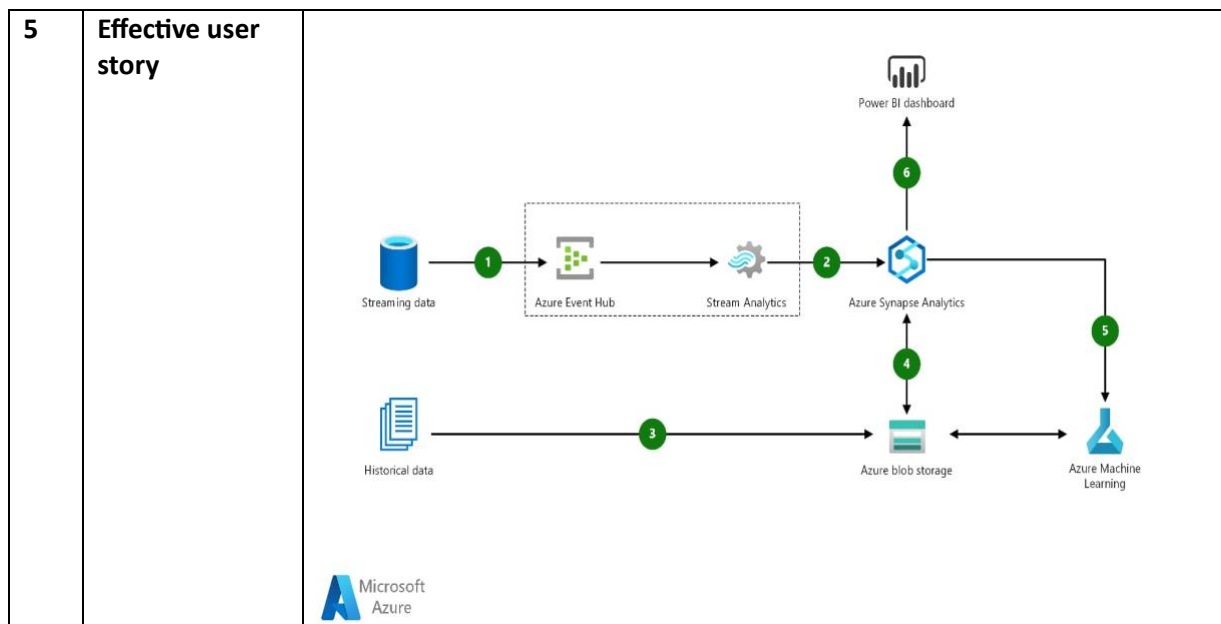 5
Effective user
story
Power BI dashboard
6
1
2
Streaming data
Azure Event Hub
Stream Analytics
Azure Synapse Analytics
5
4
3
Historical data
Azure blob storage
Azure Machine
Learning
Microsoft
Azure